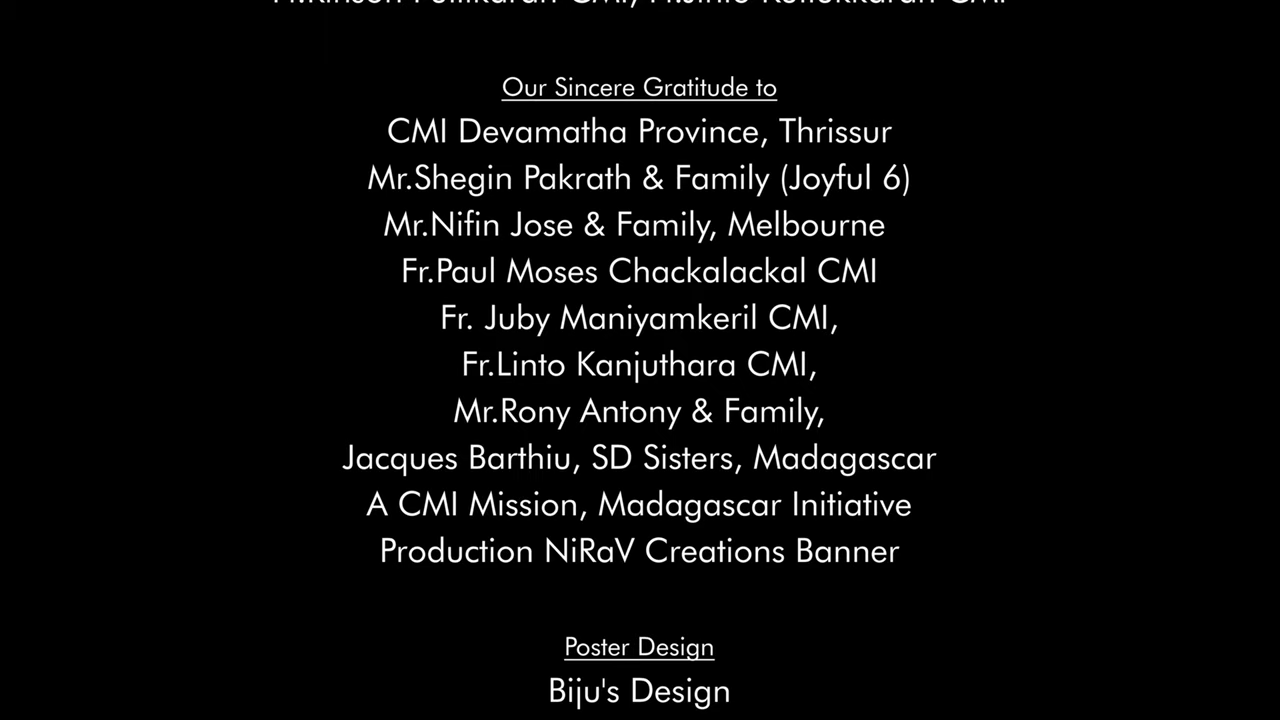 Our Sincere Gratitude to
CMI Devamatha Province, Thrissur
Mr.Shegin Pakrath & Family (Joyful 6)
Mr.Nifin Jose & Family, Melbourne
Fr.Paul Moses Chackalackal CMI
Fr. Juby Maniyamkeril CMI,
Fr.Linto Kanjuthara CMI,
Mr.Rony Antony & Family,
Jacques Barthiu, SD Sisters, Madagascar
A CMI Mission, Madagascar Initiative
Production NiRaV Creations Banner
Poster Design
Biju's Design